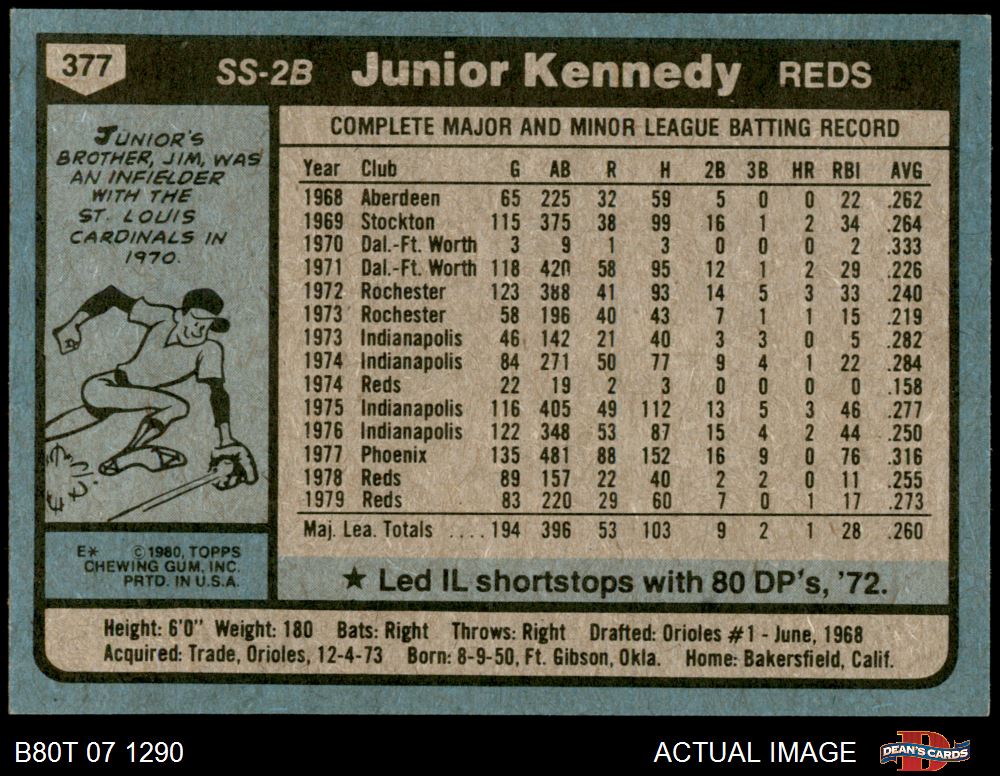 377 SS-2B Junior Kennedy REDS
JUNIOR'S
BROTHER, JIM, WAS
AN INFIELDER
WITH THE
ST. LOUIS
CARDINALS IN
1970.
COMPLETE MAJOR AND MINOR LEAGUE BATTING RECORD
Year Club G AB R H 2B 3B HR RBI AVG
1968 Aberdeen 65 225 32 59 5 0 0 22 .262
1969 Stockton 115 375 38 99 16 1 2 34 .264
1970 Dal.-Ft. Worth 3 9 1 3 0 0 0 2 .333
1971 Dal.-Ft. Worth 118 420 58 95 12 1 2 29 .226
1972 Rochester 123 388 41 93 14 5 3 33 .240
1973 Rochester 58 196 40 43 7 1 1 15 .219
1973 Indianapolis 46 142 21 40 3 3 0 5 .282
1974 Indianapolis 84 271 50 77 9 4 1 22 .284
1974 Reds 22 19 2 3 0 0 0 0 .158
1975 Indianapolis 116 405 49 112 13 5 3 46 .277
1976 Indianapolis 122 348 53 87 15 4 2 44 .250
1977 Phoenix 135 481 88 152 16 9 0 76 .316
1978 Reds 89 157 22 40 2 2 0 11 .255
1979 Reds 83 220 29 60 7 0 1 17 .273
Maj. Lea. Totals ....194 396 53 103 9 2 1 28 .260
E* ©1980, TOPPS
CHEWING GUM, INC.
PRTD. IN U.S.A.
★ Led IL shortstops with 80 DP's, '72.
Height: 6'0" Weight: 180 Bats: Right Throws: Right Drafted: Orioles #1 - June, 1968
Acquired: Trade, Orioles, 12-4-73 Born: 8-9-50, Ft. Gibson, Okla. Home: Bakersfield, Calif.
B80T 07 1290 ACTUAL IMAGE DEAN'S CARDS